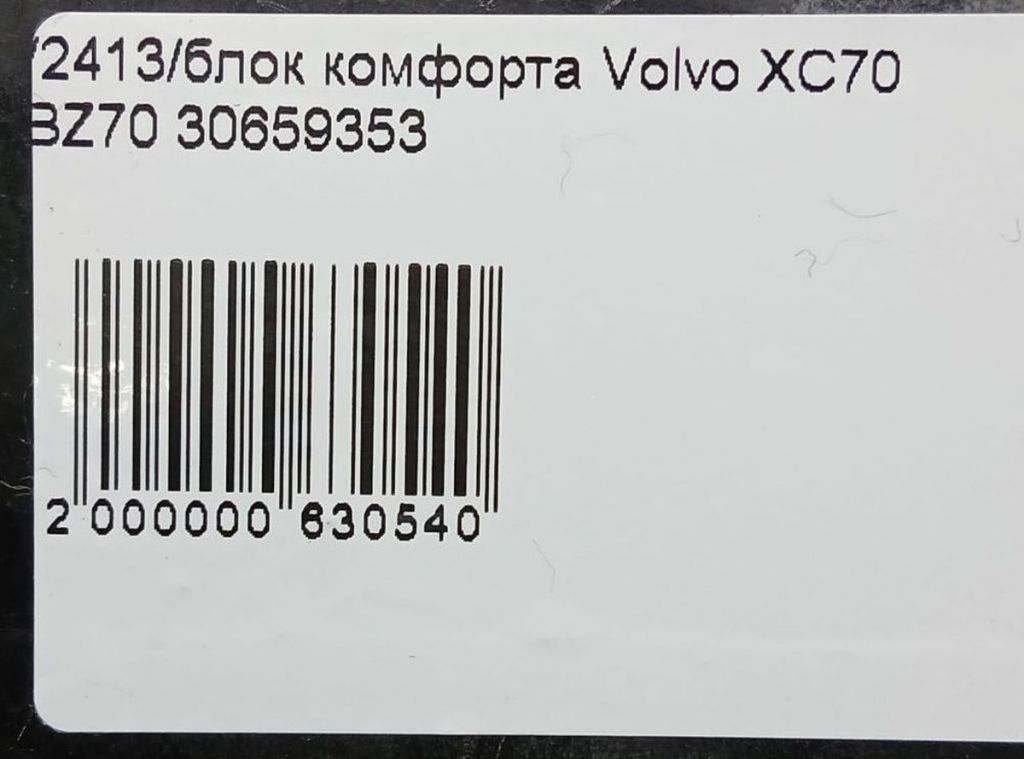 2413/блок комфорта Volvo XC70
BZ70 30659353
2 000000 630540